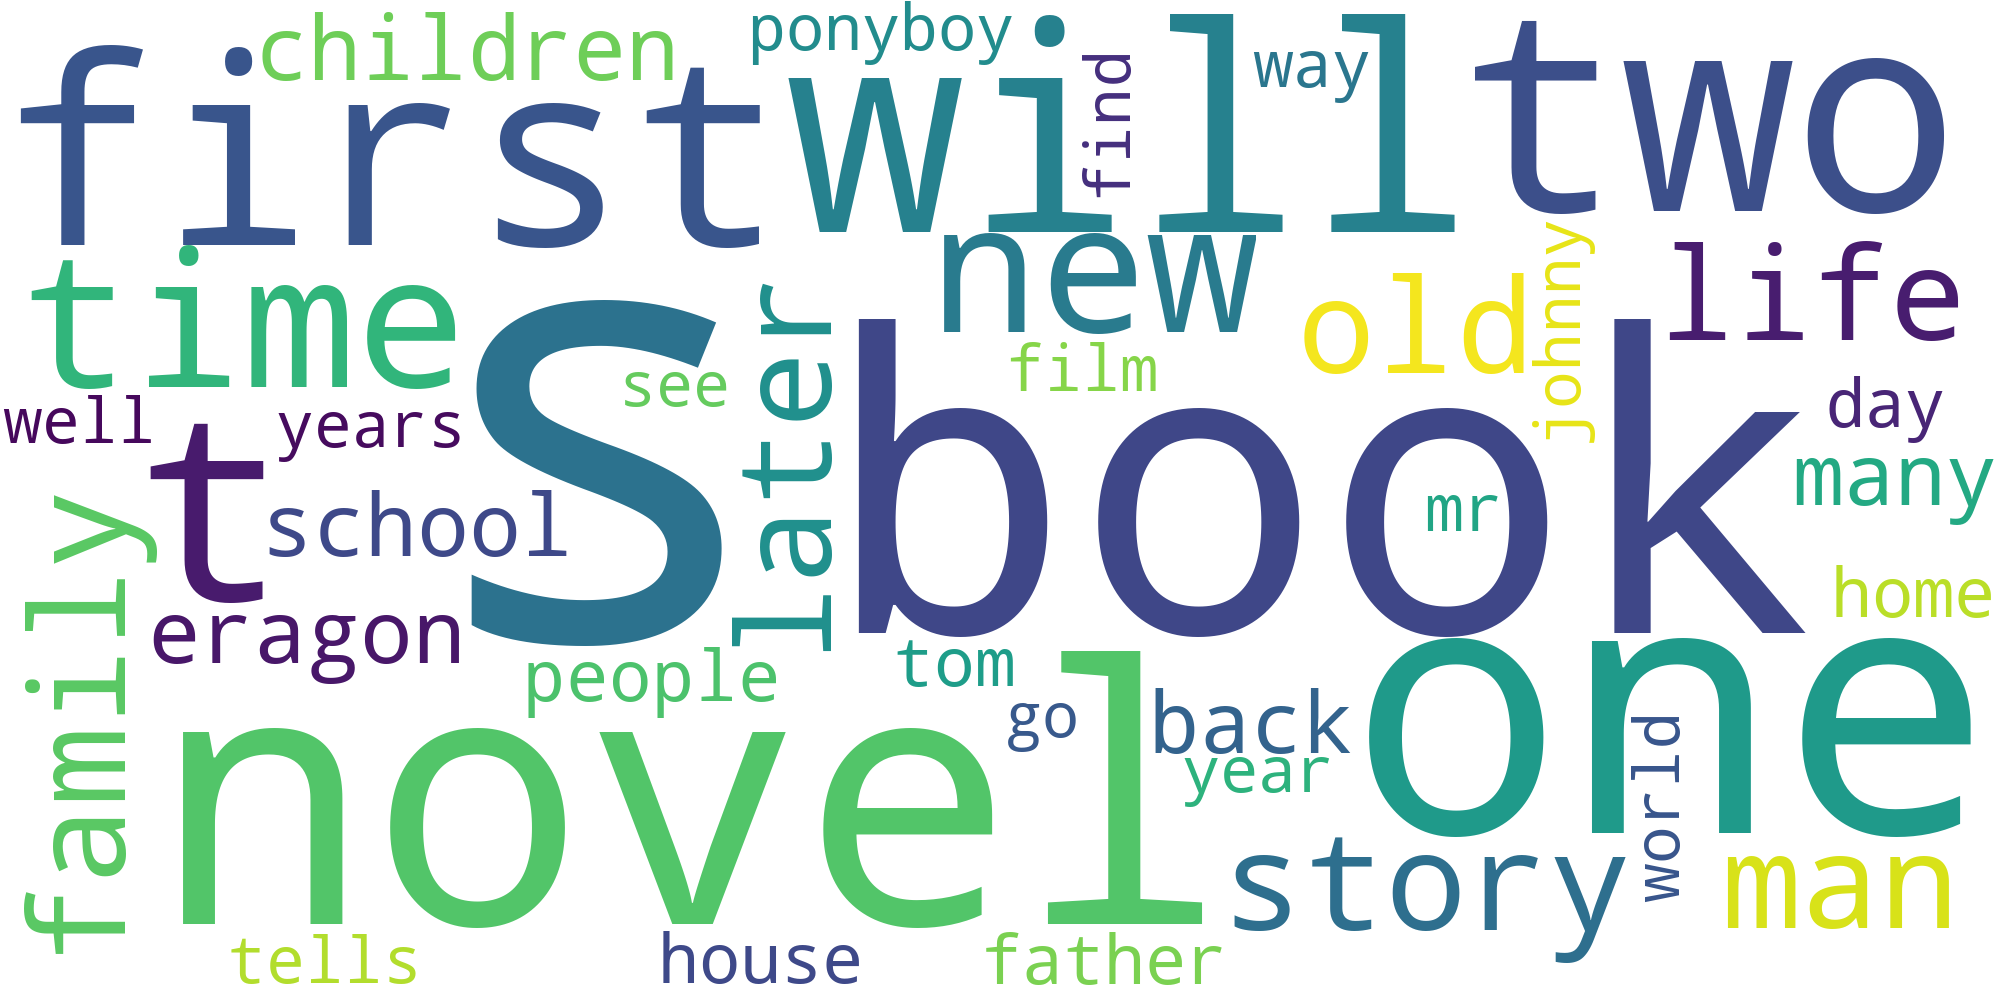 children
ponyboy
first
will
two
find
way
time
new
old
johnny
life
s
book
later
see
film
well
years
day
t
school
many
mr
family
eragon
home
people
tom
one
novel
go
back
year
world
story
man
tells
house
father